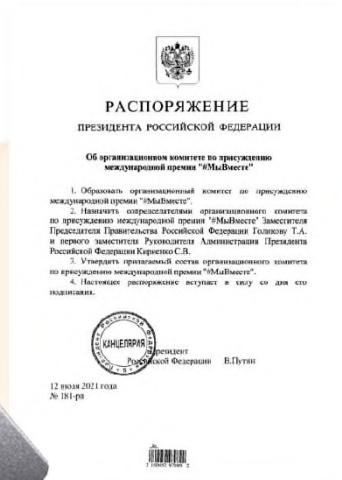 РАСПОРЯЖЕНИЕ
ПРЕЗИДЕНТА РОССИЙСКОЙ ФЕДЕРАЦИИ
Об организационном комитете по присуждению
международной премии "#МыВместе"
1. Образовать организационный комитет по присуждению
международной премии "#МыВместе".
2. Назначить сопредседателями организационного комитета
по присуждению международной премии "#МыВместе" Заместителя
Председателя Правительства Российской Федерации Голикову Т.А.
и первого заместителя Руководителя Администрации Президента
Российской Федерации Кириенко С.В.
3. Утвердить прилагаемый состав организационного комитета
по присуждению международной премии "#МыВместе".
4. Настоящее распоряжение вступает в силу со дня его
подписания.
КАНЦЕЛЯРИЯ
Президент
Российской Федерации В.Путин
12 июля 2021 года
№ 181-рп